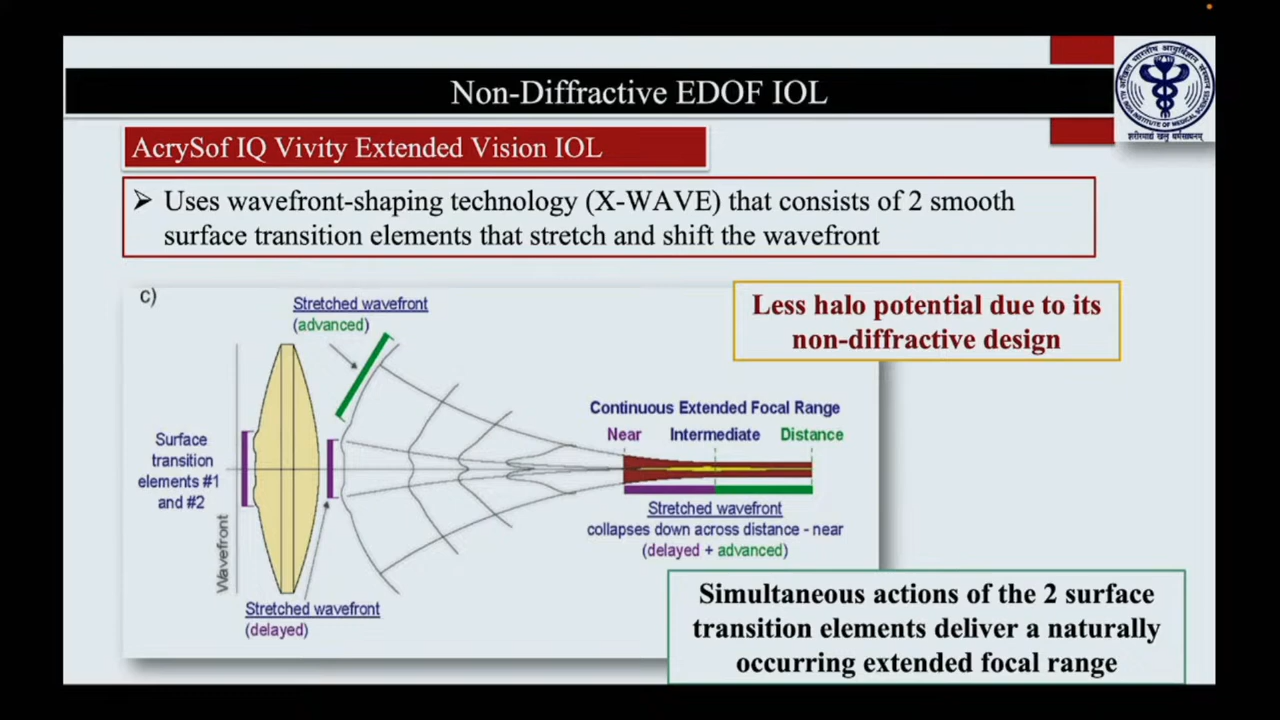 Non-Diffractive EDOF IOL
AcrySof IQ Vivity Extended Vision IOL
➢ Uses wavefront-shaping technology (X-WAVE) that consists of 2 smooth
surface transition elements that stretch and shift the wavefront
c)
Stretched wavefront
(advanced)
Less halo potential due to its
non-diffractive design
Surface
transition
elements #1
and #2
Wavefront
Stretched wavefront
(delayed)
Continuous Extended Focal Range
Near Intermediate Distance
Stretched wavefront
collapses down across distance - near
(delayed + advanced)
Simultaneous actions of the 2 surface
transition elements deliver a naturally
occurring extended focal range